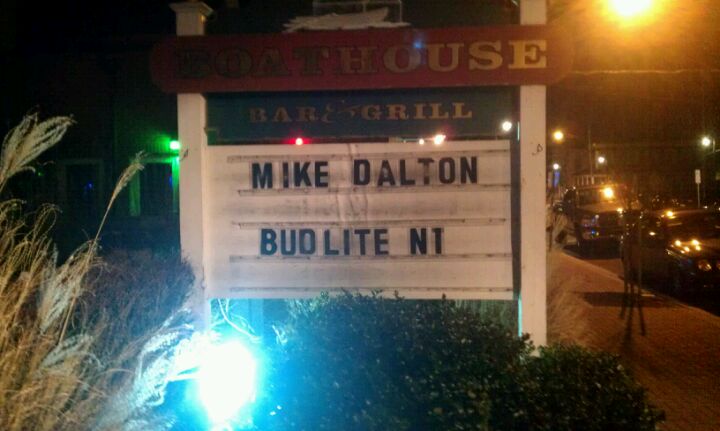 BOATHOUSE
BAR & GRILL
MIKE DALTON
BUD LITE NT